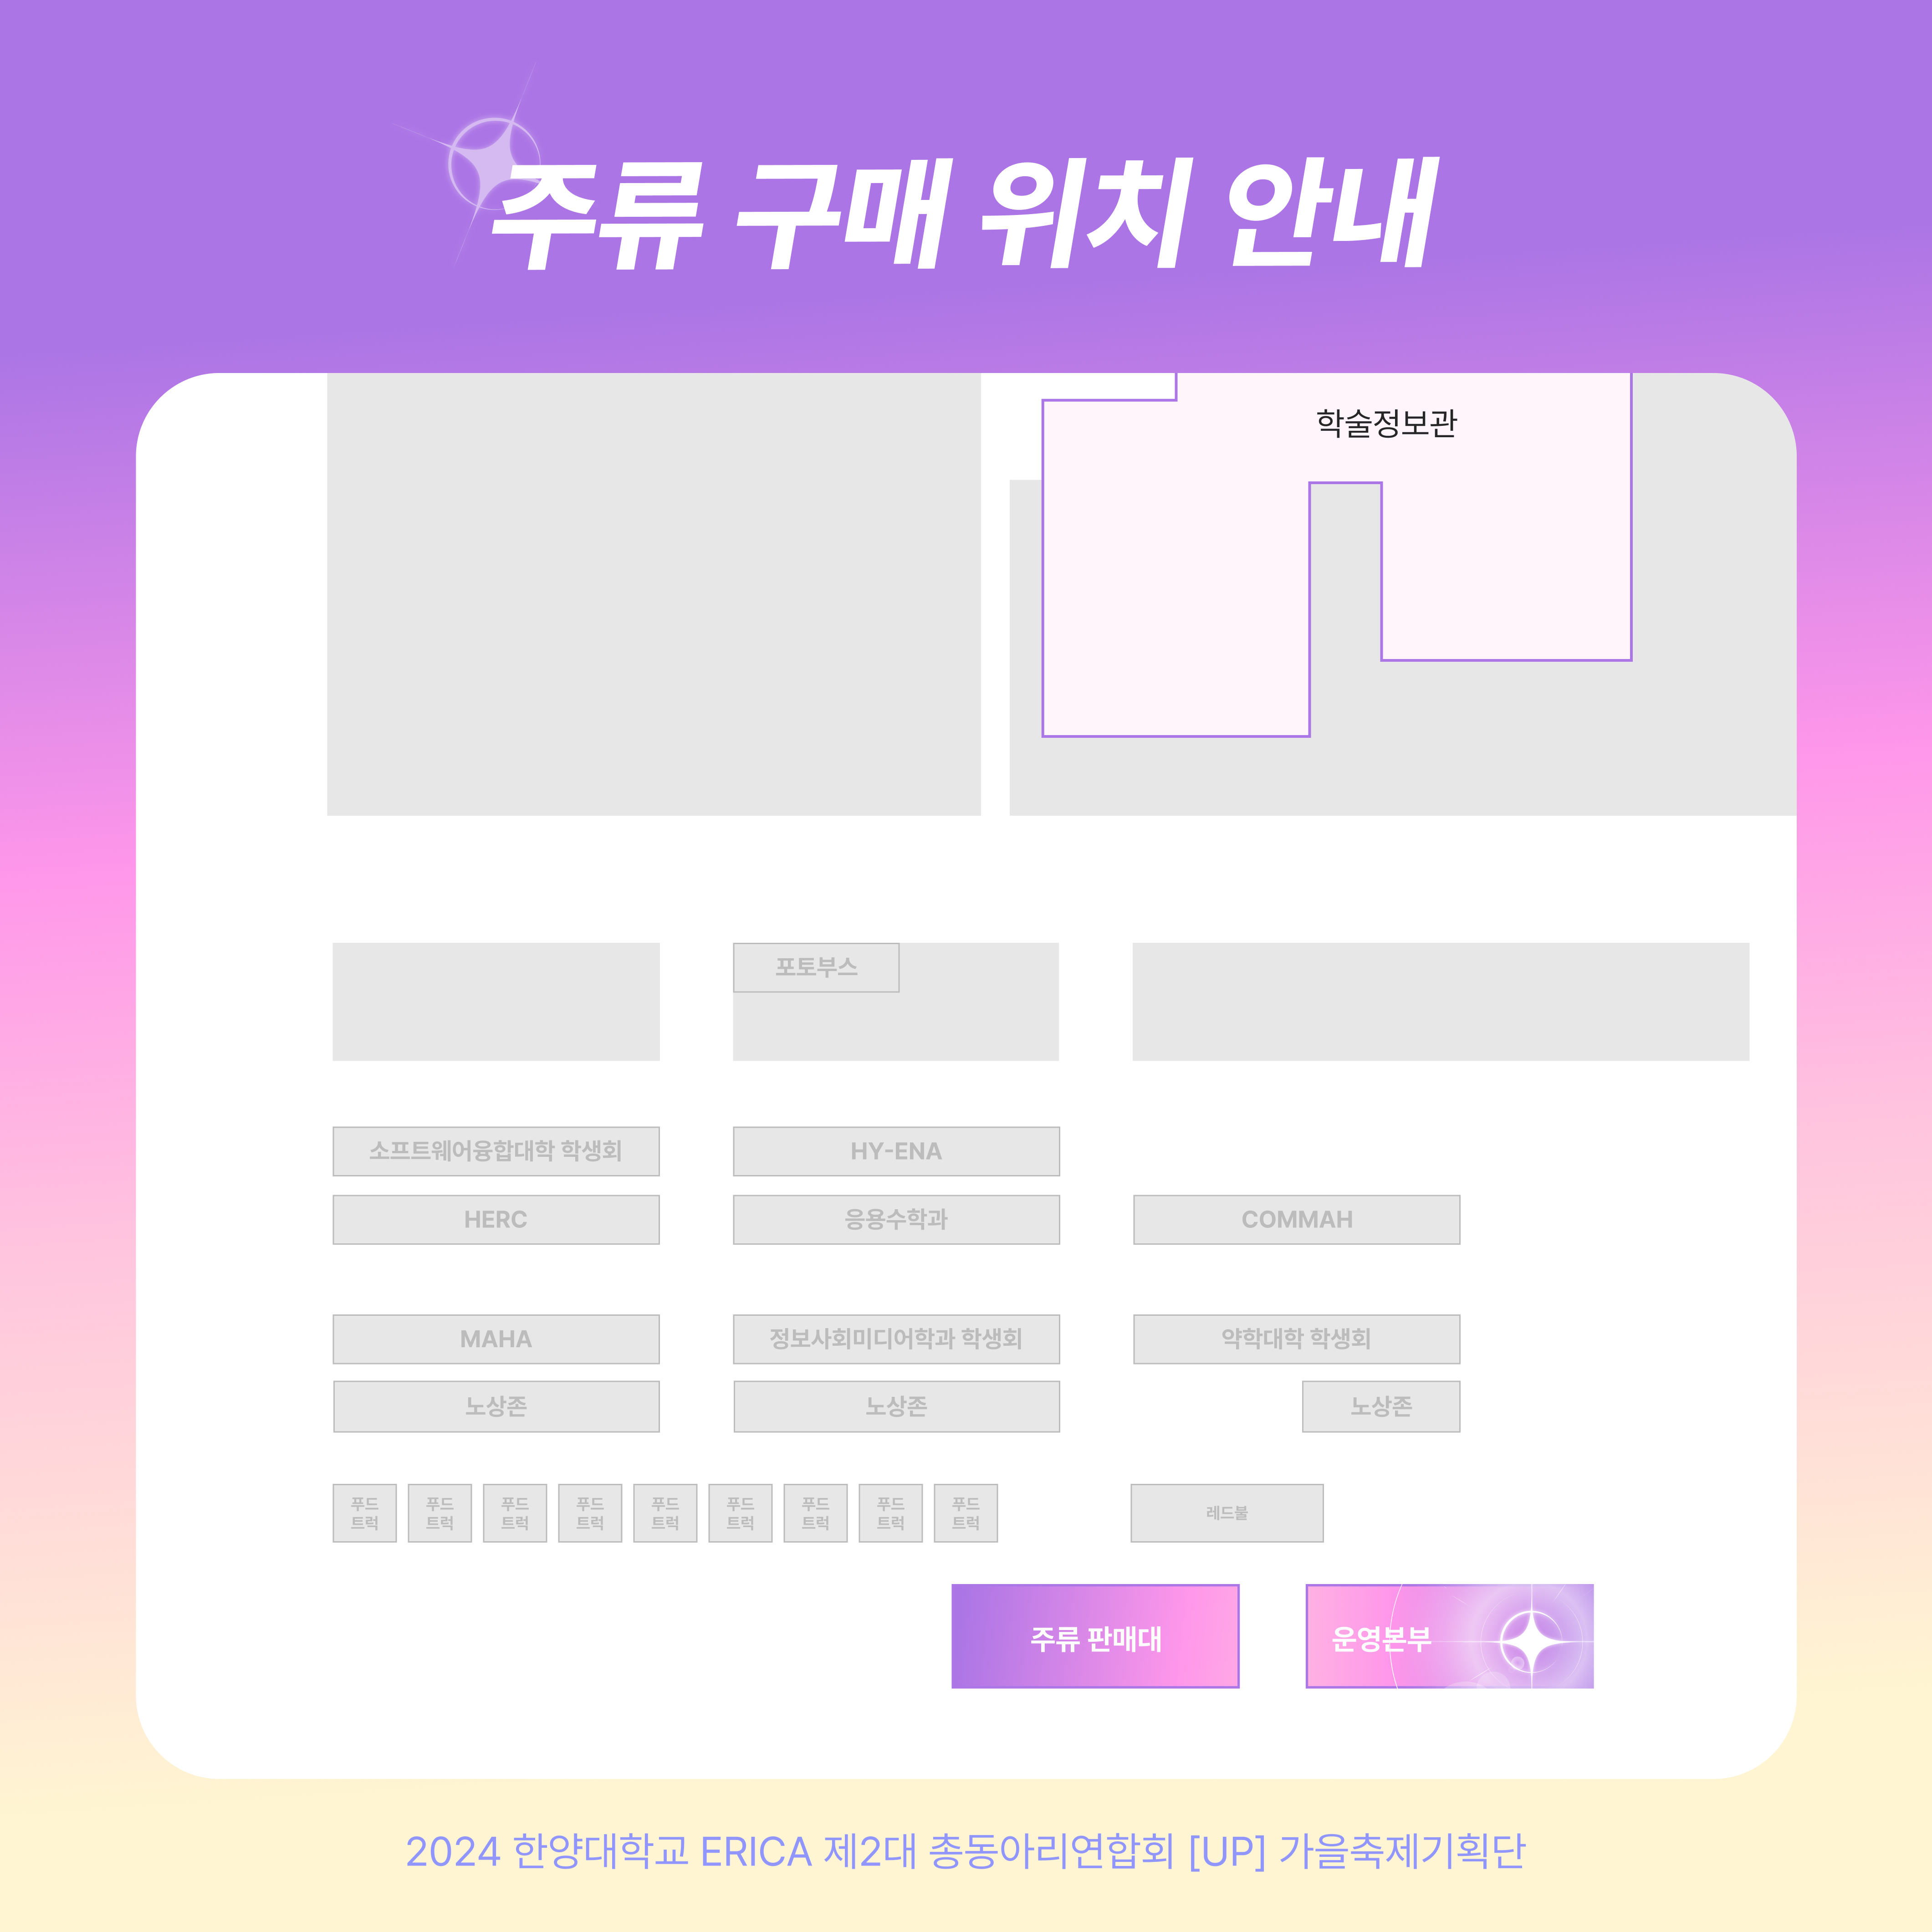 주류 구매 위치 안내
학술정보관
포토부스
소프트웨어융합대학 학생회
HY-ENA
HERC
응용수학과
COMMAH
MAHA
정보사회미디어학과 학생회
약학대학 학생회
노상존
노상존
노상존
푸드
트럭
푸드
트럭
푸드
트럭
푸드
트럭
푸드
트럭
푸드
트럭
푸드
트럭
푸드
트럭
푸드
트럭
레드불
주류 판매대
운영본부
2024 한양대학교 ERICA 제2대 총동아리연합회 [UP] 가을축제기획단